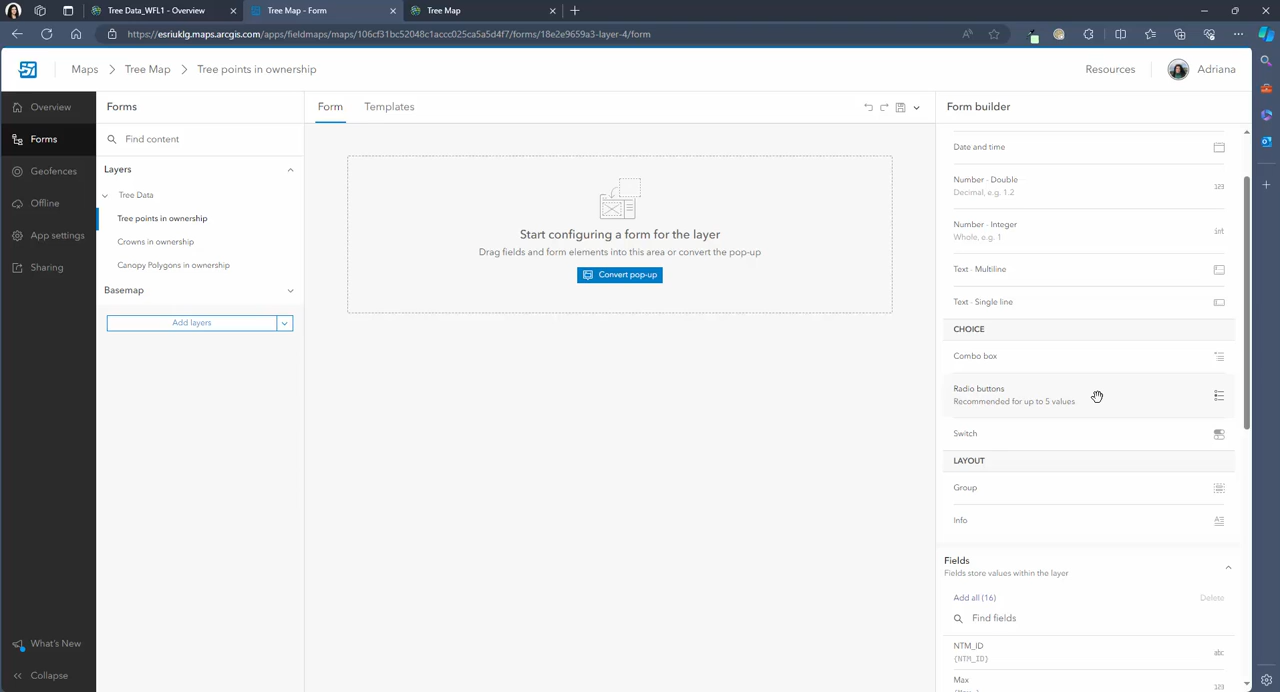 Tree Data_WFL1 - Overview
Tree Map - Form
Tree Map
https://esriuklg.maps.arcgis.com/apps/fieldmaps/maps/106cf31bc52048c1accc025ca5a5d4f7/forms/18e2e9659a3-layer-4/form
Maps
Tree Map
Tree points in ownership
Resources
Adriana
Overview
Forms
Geofences
Offline
App settings
Sharing
What's New
Collapse
Forms
Find content
Layers
Tree Data
Tree points in ownership
Crowns in ownership
Canopy Polygons in ownership
Basemap
Add layers
Form
Templates
Start configuring a form for the layer
Drag fields and form elements into this area or convert the pop-up
Convert pop-up
Form builder
Date and time
Number - Double
Decimal, e.g. 1.2
123
Number - Integer
Whole, e.g. 1
int
Text - Multiline
Text - Single line
CHOICE
Combo box
Radio buttons
Recommended for up to 5 values
Switch
LAYOUT
Group
Info
Fields
Fields store values within the layer
Add all (16)
Delete
Find fields
NTM_ID
{NTM_ID}
abc
Max
123